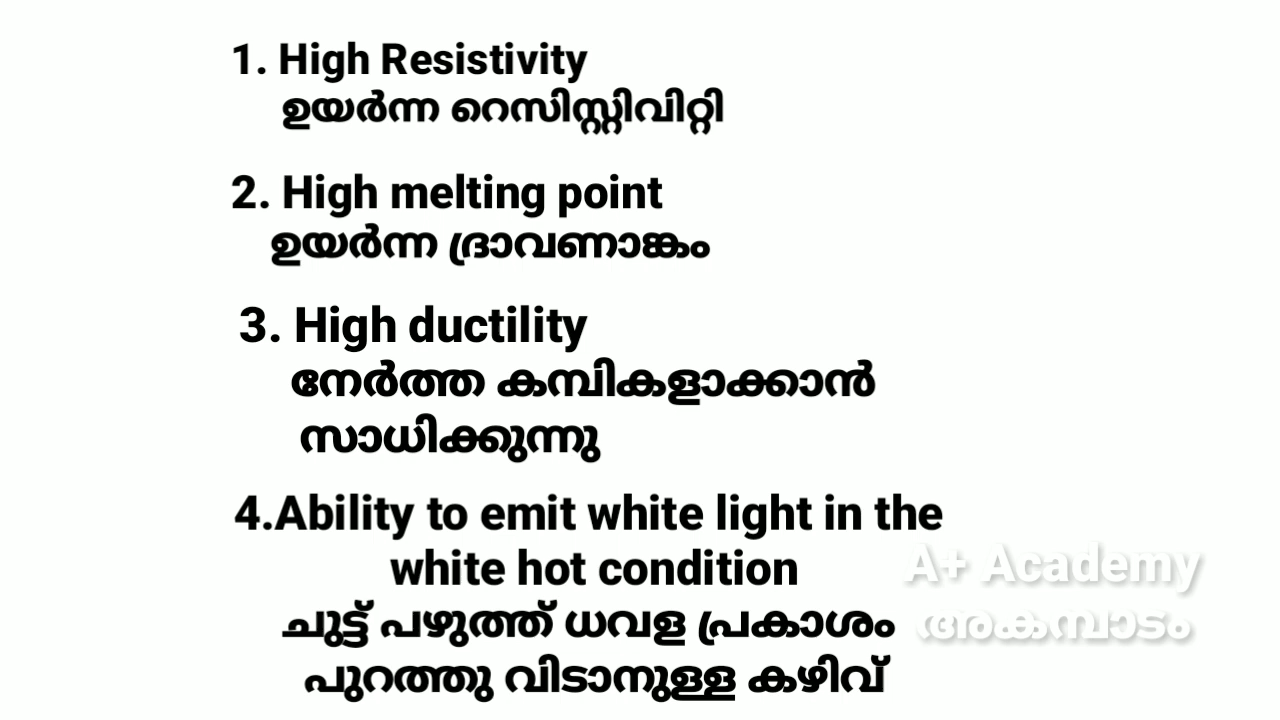 1. High Resistivity
ഉയർന്ന റെസിസ്റ്റിവിറ്റി
2. High melting point
ഉയർന്ന ദ്രാവണാങ്കം
3. High ductility
നേർത്ത കമ്പികളാക്കാൻ
സാധിക്കുന്നു
4.Ability to emit white light in the
white hot condition
ചുട്ട് പഴുത്ത് ധവള പ്രകാശം
പുറത്തു വിടാനുള്ള കഴിവ്
A+ Academy
അകമ്പാടം